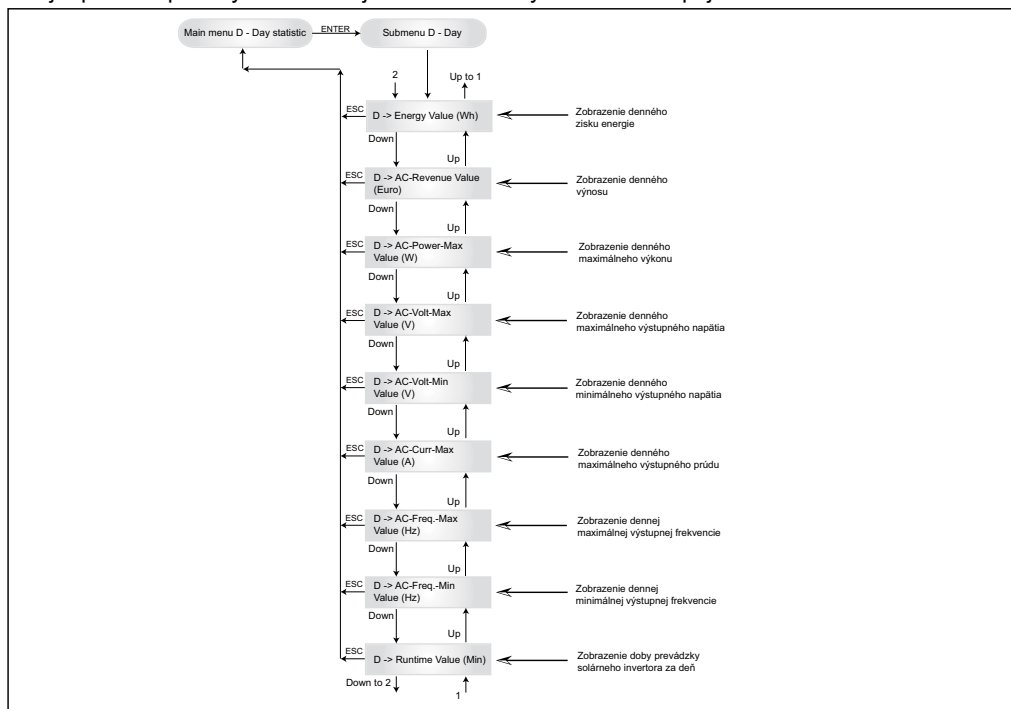 Main menu D - Day statistic
ENTER
Submenu D - Day
2
Up to 1
ESC
D -> Energy Value (Wh)
Zobrazenie denného
zisku energie
Down
Up
ESC
D -> AC-Revenue Value
(Euro)
Zobrazenie denného
výnosu
Down
Up
ESC
D -> AC-Power-Max
Value (W)
Zobrazenie denného
maximálneho výkonu
Down
Up
ESC
D -> AC-Volt-Max
Value (V)
Zobrazenie denného
maximálneho výstupného napätia
Down
Up
ESC
D -> AC-Volt-Min
Value (V)
Zobrazenie denného
minimálneho výstupného napätia
Down
Up
ESC
D -> AC-Curr-Max
Value (A)
Zobrazenie denného
maximálneho výstupného prúdu
Down
Up
ESC
D -> AC-Freq.-Max
Value (Hz)
Zobrazenie dennej
maximálnej výstupnej frekvencie
Down
Up
ESC
D -> AC-Freq.-Min
Value (Hz)
Zobrazenie dennej
minimálnej výstupnej frekvencie
Down
Up
ESC
D -> Runtime Value (Min)
Zobrazenie doby prevádzky
solárneho invertora za deň
Down to 2
1